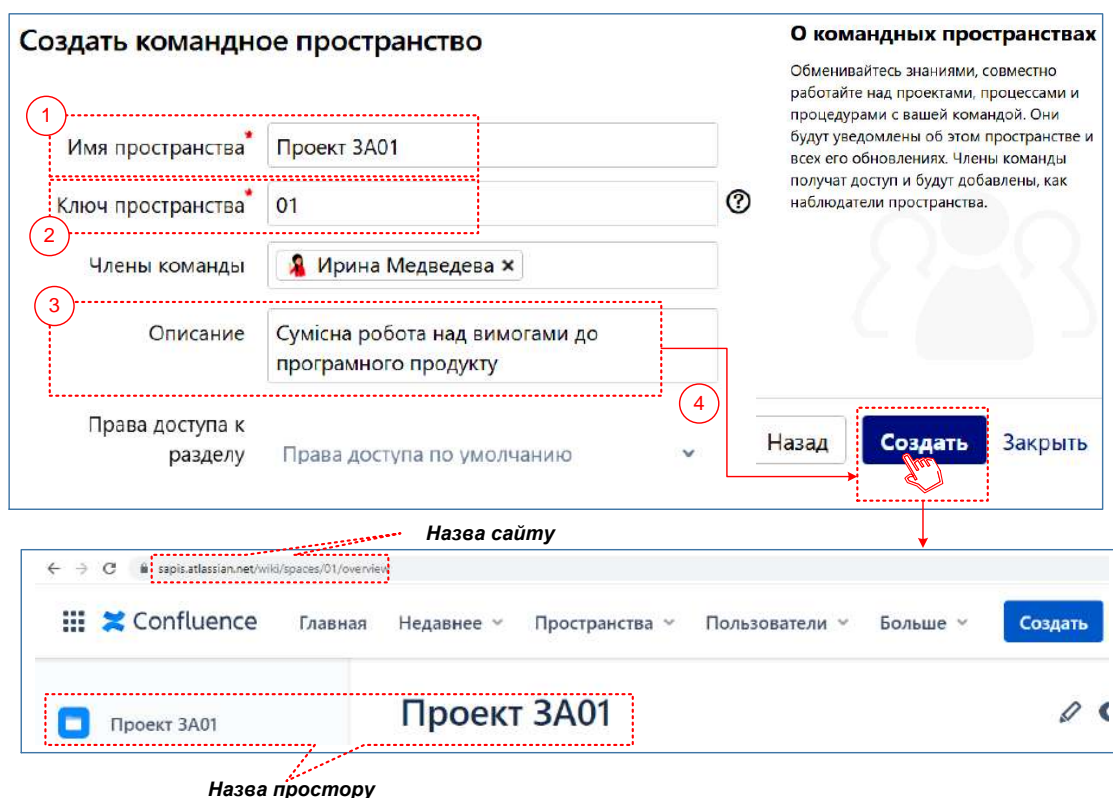 Создать командное пространство
О командных пространствах
Обменивайтесь знаниями, совместно
работайте над проектами, процессами и
процедурами с вашей командой. Они
будут уведомлены об этом пространстве и
всех его обновлениях. Члены команды
получат доступ и будут добавлены, как
наблюдатели пространства.
1
Имя пространства* Проект ЗА01
Ключ пространства* 01 ?
2
Члены команды Ирина Медведева ×
3
Описание Сумісна робота над вимогами до
програмного продукту
4
Права доступа к
разделу Права доступа по умолчанию
Назад Создать Закрыть
Назва сайту
sapis.atlassian.net/wiki/spaces/01/overview
Confluence Главная Недавнее Пространства Пользователи Больше Создать
Проект ЗА01 Проект ЗА01
Назва простору